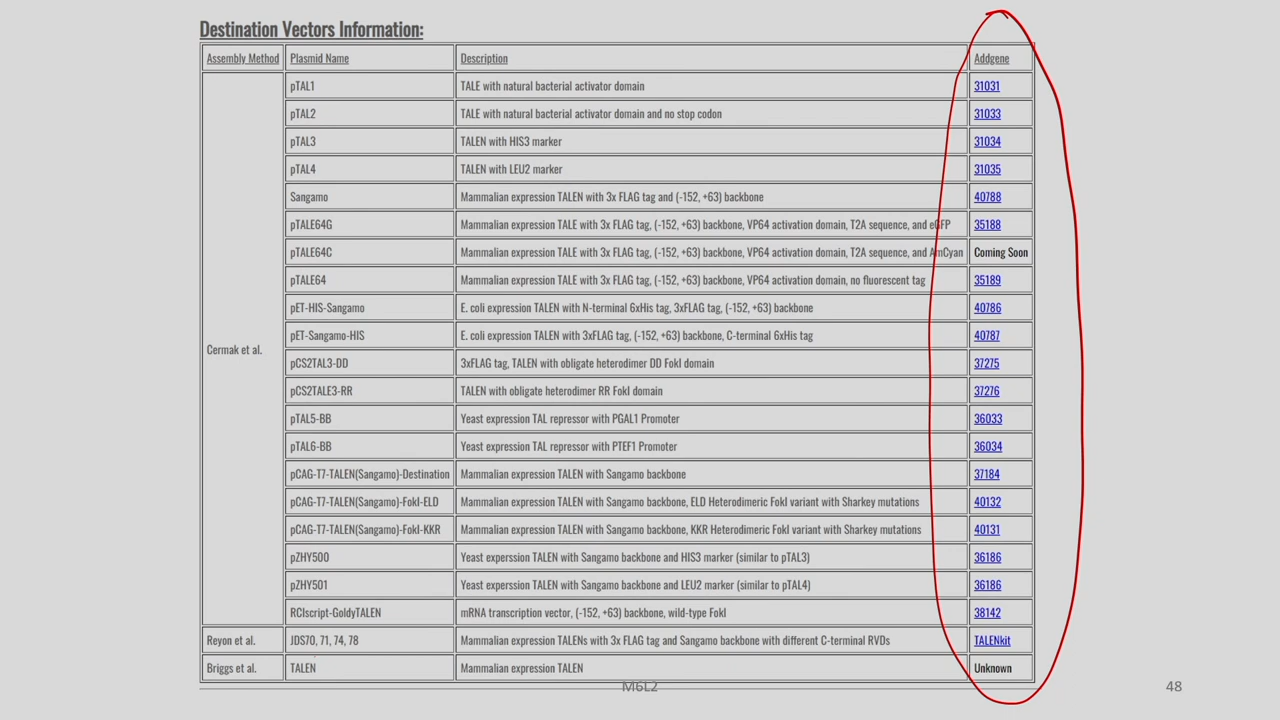 Destination Vectors Information:
Assembly Method Plasmid Name Description Addgene
pTAL1 TALE with natural bacterial activator domain 31031
pTAL2 TALE with natural bacterial activator domain and no stop codon 31033
pTAL3 TALEN with HIS3 marker 31034
pTAL4 TALEN with LEU2 marker 31035
Sangamo Mammalian expression TALEN with 3x FLAG tag and (-152, +63) backbone 40788
pTALE64G Mammalian expression TALE with 3x FLAG tag, (-152, +63) backbone, VP64 activation domain, T2A sequence, and eGFP 35188
pTALE64C Mammalian expression TALE with 3x FLAG tag, (-152, +63) backbone, VP64 activation domain, T2A sequence, and AmCyan Coming Soon
pTALE64 Mammalian expression TALE with 3x FLAG tag, (-152, +63) backbone, VP64 activation domain, no fluorescent tag 35189
pET-HIS-Sangamo E. coli expression TALEN with N-terminal 6xHis tag, 3xFLAG tag, (-152, +63) backbone 40786
pET-Sangamo-HIS E. coli expression TALEN with 3xFLAG tag, (-152, +63) backbone, C-terminal 6xHis tag 40787
Cermak et al.
pCS2TAL3-DD 3xFLAG tag, TALEN with obligate heterodimer DD FokI domain 37275
pCS2TALE3-RR TALEN with obligate heterodimer RR FokI domain 37276
pTAL5-BB Yeast expression TAL repressor with PGAL1 Promoter 36033
pTAL6-BB Yeast expression TAL repressor with PTEF1 Promoter 36034
pCAG-T7-TALEN(Sangamo)-Destination Mammalian expression TALEN with Sangamo backbone 37184
pCAG-T7-TALEN(Sangamo)-FokI-ELD Mammalian expression TALEN with Sangamo backbone, ELD Heterodimeric FokI variant with Sharkey mutations 40132
pCAG-T7-TALEN(Sangamo)-FokI-KKR Mammalian expression TALEN with Sangamo backbone, KKR Heterodimeric FokI variant with Sharkey mutations 40131
pZHY500 Yeast experssion TALEN with Sangamo backbone and HIS3 marker (similar to pTAL3) 36186
pZHY501 Yeast experssion TALEN with Sangamo backbone and LEU2 marker (similar to pTAL4) 36186
RCIscript-GoldyTALEN mRNA transcription vector, (-152, +63) backbone, wild-type FokI 38142
Reyon et al. JDS70, 71, 74, 78 Mammalian expression TALENs with 3x FLAG tag and Sangamo backbone with different C-terminal RVDs TALENkit
Briggs et al. TALEN Mammalian expression TALEN Unknown
M6L2 48